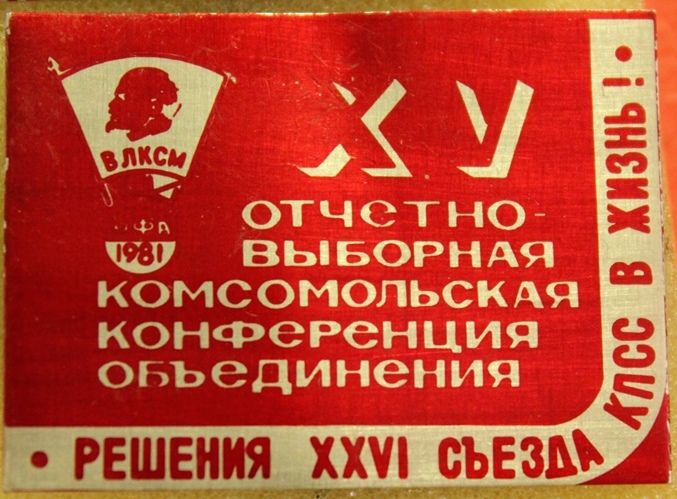 ВЛКСМ
XV
УФА
1981
ОТЧЕТНО-
ВЫБОРНАЯ
КОМСОМОЛЬСКАЯ
КОНФЕРЕНЦИЯ
ОБЪЕДИНЕНИЯ
• РЕШЕНИЯ XXVI СЪЕЗДА КПСС В ЖИЗНЬ! •